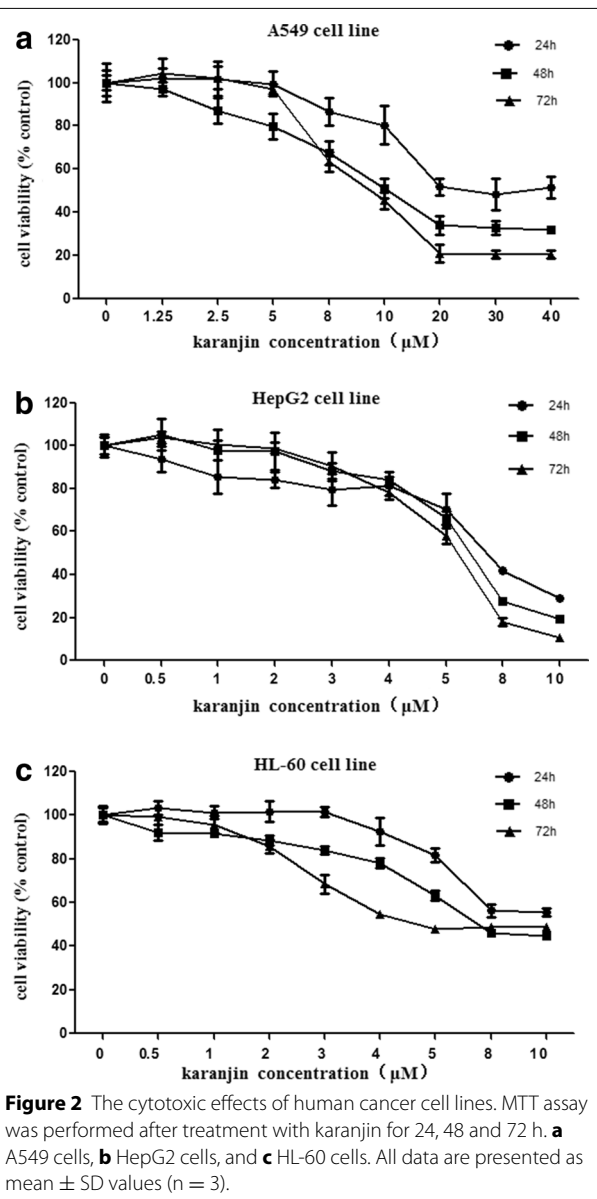 a
A549 cell line
120
100
80
60
40
20
0
cell viability (% control)
24h
48h
72h
0 1.25 2.5 5 8 10 20 30 40
karanjin concentration（μM）
b
HepG2 cell line
120
100
80
60
40
20
0
cell viability (% control)
24h
48h
72h
0 0.5 1 2 3 4 5 8 10
karanjin concentration（μM）
c
HL-60 cell line
120
100
80
60
40
20
0
cell viability (% control)
24h
48h
72h
0 0.5 1 2 3 4 5 8 10
karanjin concentration（μM）
Figure 2 The cytotoxic effects of human cancer cell lines. MTT assay
was performed after treatment with karanjin for 24, 48 and 72 h. a
A549 cells, b HepG2 cells, and c HL-60 cells. All data are presented as
mean ± SD values (n = 3).